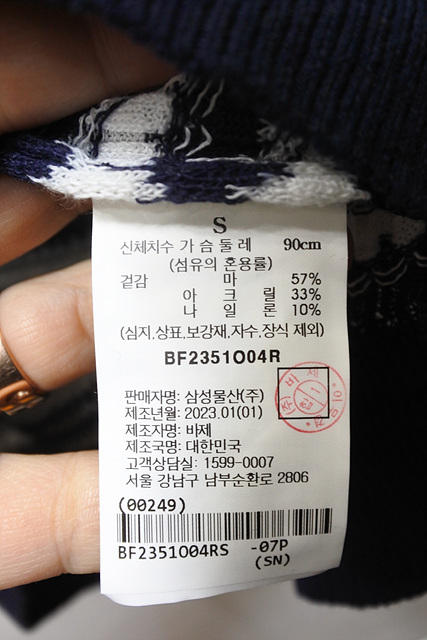 S
신체치수 가 슴 둘 레 90cm
(섬유의 혼용률)
겉감 마 57%
아 크 릴 33%
나 일 론 10%
(심지,상표,보강재,자수,장식 제외)
BF2351O04R
판매자명: 삼성물산(주)
제조년월: 2023.01(01)
제조자명: 바제
제조국명: 대한민국
고객상담실: 1599-0007
서울 강남구 남부순환로 2806
(00249)
BF2351O04RS -07P
(SN)